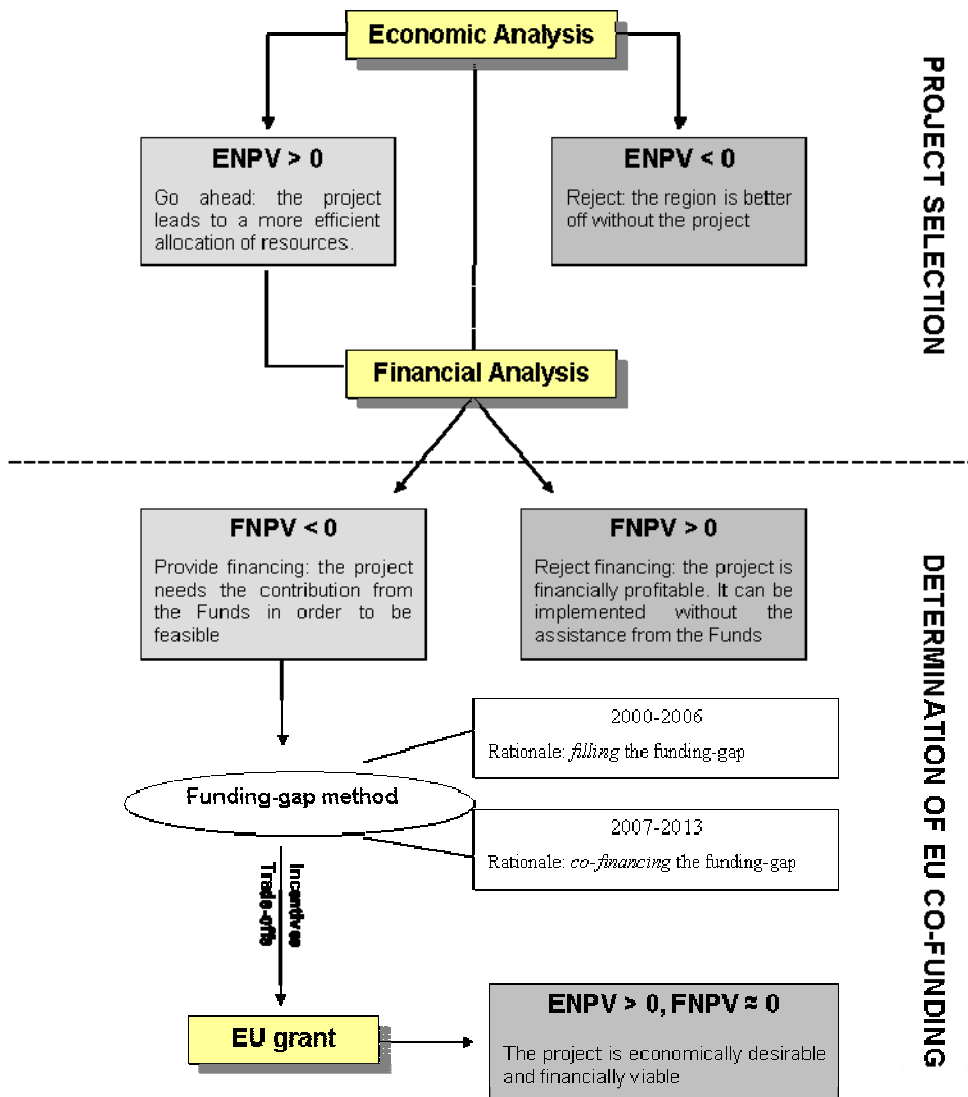 Economic Analysis
PROJECT SELECTION
ENPV > 0
Go ahead: the project
leads to a more efficient
allocation of resources.
ENPV < 0
Reject: the region is better
off without the project
Financial Analysis
DETERMINATION OF EU CO-FUNDING
FNPV < 0
Provide financing: the project
needs the contribution from
the Funds in order to be
feasible
FNPV > 0
Reject financing: the project is
financially profitable. It can be
implemented without the
assistance from the Funds
2000-2006
Rationale: filling the funding-gap
Funding-gap method
2007-2013
Rationale: co-financing the funding-gap
Incentives
Trade-offs
EU grant
ENPV > 0, FNPV ≈ 0
The project is economically desirable
and financially viable